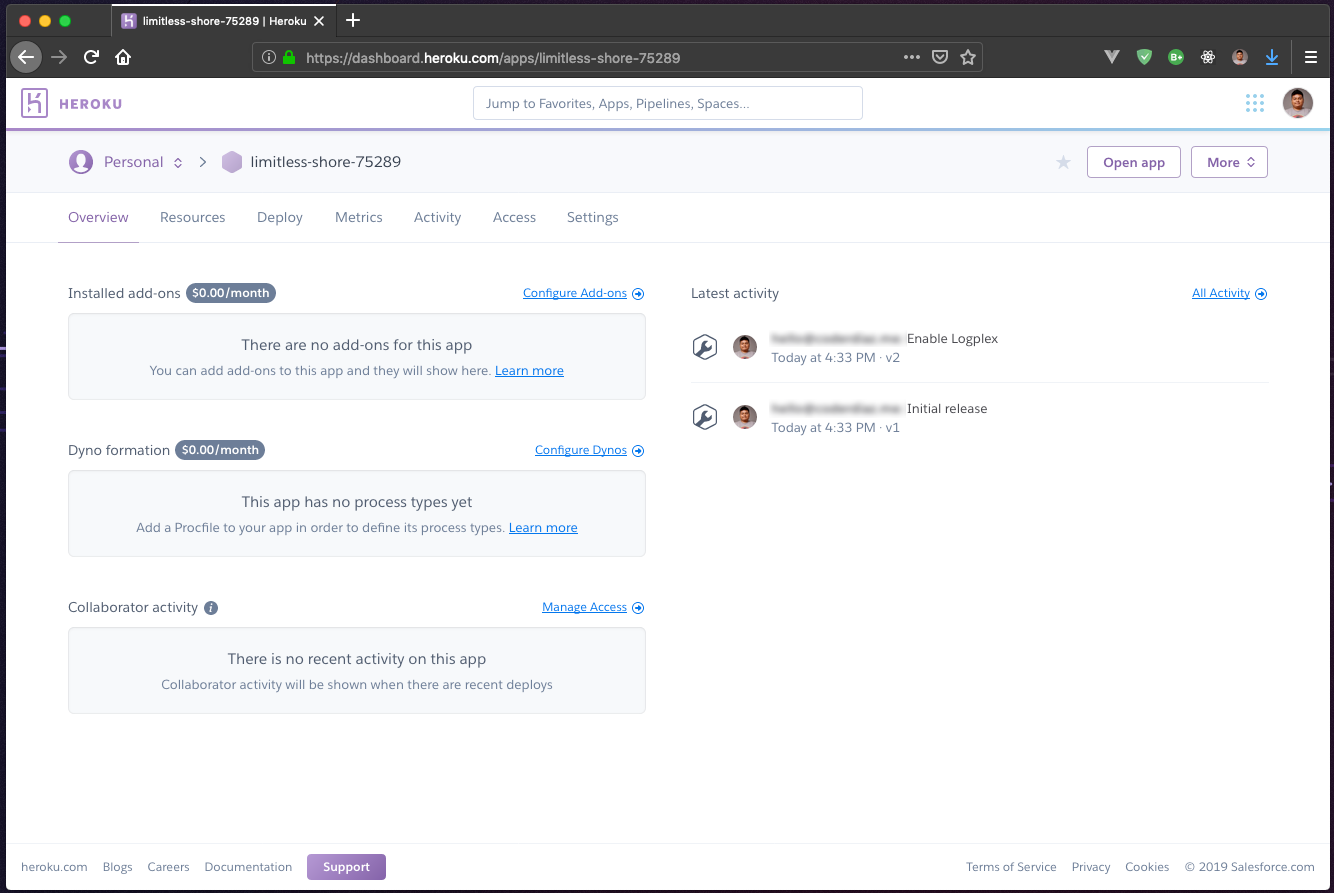 limitless-shore-75289 | Heroku
https://dashboard.heroku.com/apps/limitless-shore-75289
B+
HEROKU
Jump to Favorites, Apps, Pipelines, Spaces...
Personal
limitless-shore-75289
Open app
More
Overview Resources Deploy Metrics Activity Access Settings
Installed add-ons $0.00/month
Configure Add-ons
There are no add-ons for this app
You can add add-ons to this app and they will show here. Learn more
Dyno formation $0.00/month
Configure Dynos
This app has no process types yet
Add a Procfile to your app in order to define its process types. Learn more
Collaborator activity
Manage Access
There is no recent activity on this app
Collaborator activity will be shown when there are recent deploys
Latest activity
All Activity
Enable Logplex
Today at 4:33 PM · v2
Initial release
Today at 4:33 PM · v1
heroku.com Blogs Careers Documentation Support
Terms of Service Privacy Cookies © 2019 Salesforce.com